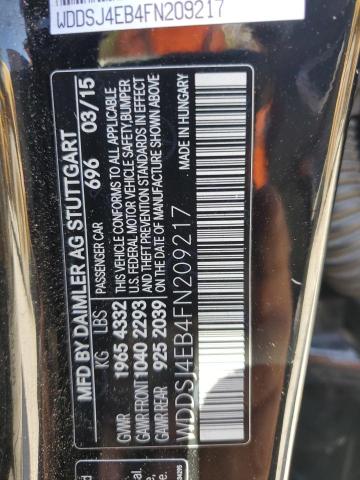 WDDSJ4EB4FN209217
MFD BY DAIMLER AG STUTTGART
PASSENGER CAR 696 03/15
KG LBS
GVWR 1965 4332
GAWR FRONT 1040 2293
GAWR REAR 925 2039
THIS VEHICLE CONFORMS TO ALL APPLICABLE
U.S. FEDERAL MOTOR VEHICLE SAFETY, BUMPER
AND THEFT PREVENTION STANDARDS IN EFFECT
ON THE DATE OF MANUFACTURE SHOWN ABOVE
MADE IN HUNGARY
WDDSJ4EB4FN209217